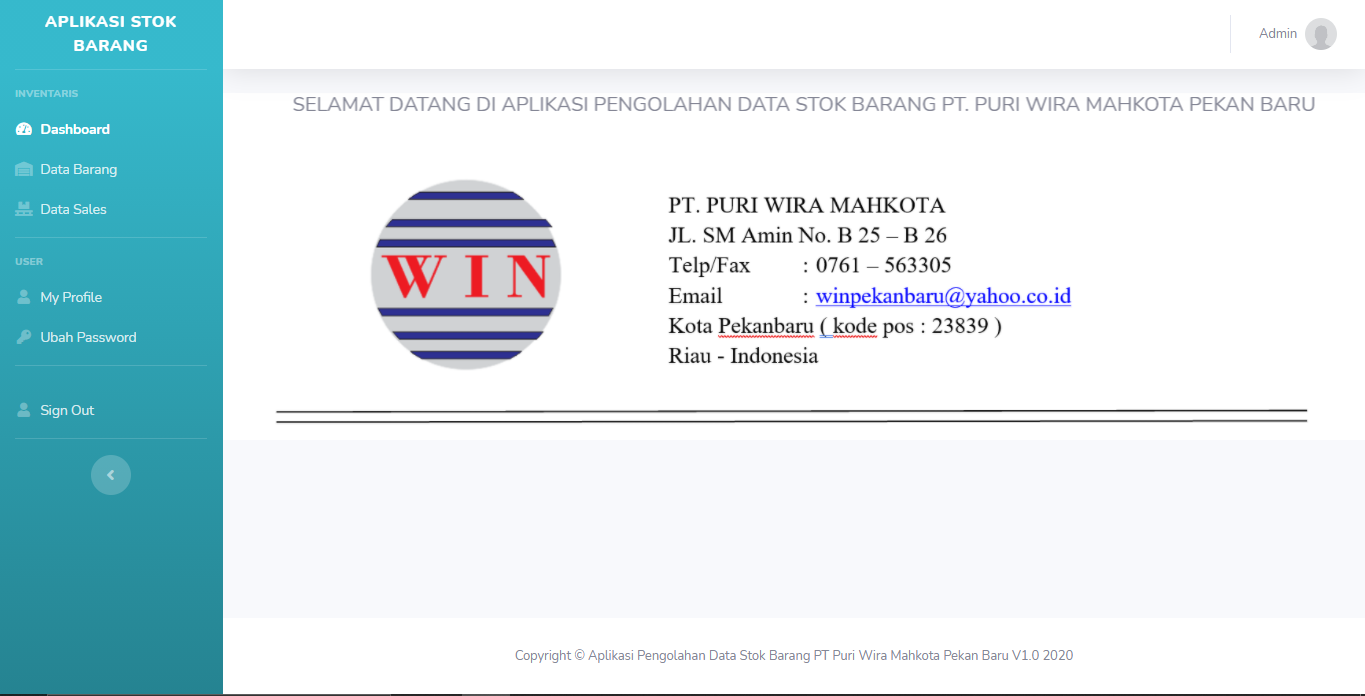 APLIKASI STOK
BARANG
INVENTARIS
Dashboard
Data Barang
Data Sales
USER
My Profile
Ubah Password
Sign Out
Admin
SELAMAT DATANG DI APLIKASI PENGOLAHAN DATA STOK BARANG PT. PURI WIRA MAHKOTA PEKAN BARU
W I N
PT. PURI WIRA MAHKOTA
JL. SM Amin No. B 25 – B 26
Telp/Fax : 0761 – 563305
Email : winpekanbaru@yahoo.co.id
Kota Pekanbaru ( kode pos : 23839 )
Riau - Indonesia
Copyright © Aplikasi Pengolahan Data Stok Barang PT Puri Wira Mahkota Pekan Baru V1.0 2020